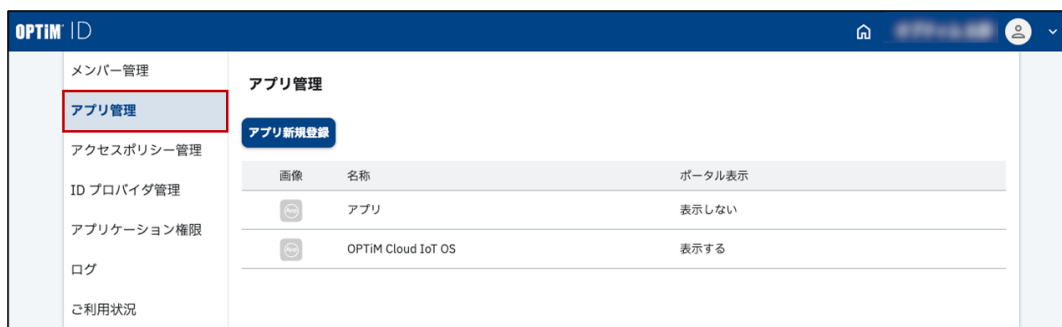 OPTiM ID
メンバー管理
アプリ管理
アクセスポリシー管理
ID プロバイダ管理
アプリケーション権限
ログ
ご利用状況
アプリ管理
アプリ新規登録
画像 名称 ポータル表示
App アプリ 表示しない
App OPTiM Cloud IoT OS 表示する